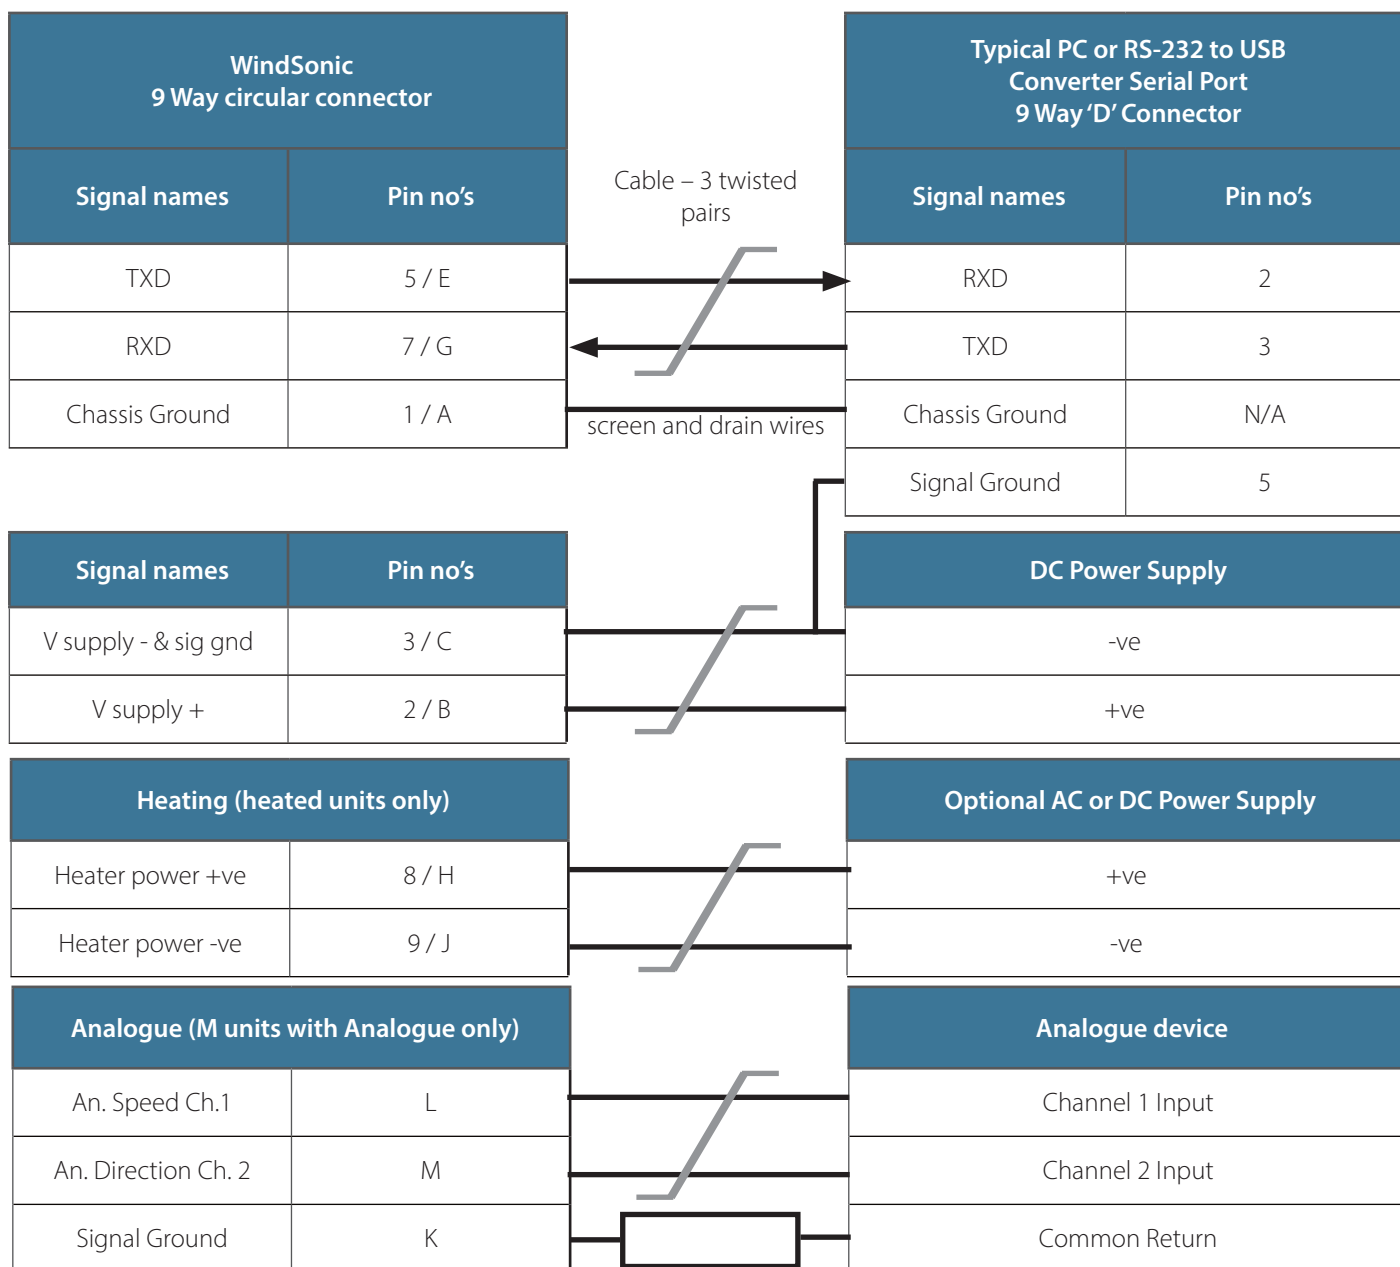 WindSonic
9 Way circular connector
Typical PC or RS-232 to USB
Converter Serial Port
9 Way ‘D’ Connector
Signal names Pin no’s
Cable – 3 twisted
pairs
Signal names Pin no’s
TXD 5 / E RXD 2
RXD 7 / G TXD 3
Chassis Ground 1 / A screen and drain wires Chassis Ground N/A
Signal Ground 5
Signal names Pin no’s DC Power Supply
V supply - & sig gnd 3 / C -ve
V supply + 2 / B +ve
Heating (heated units only) Optional AC or DC Power Supply
Heater power +ve 8 / H +ve
Heater power -ve 9 / J -ve
Analogue (M units with Analogue only) Analogue device
An. Speed Ch.1 L Channel 1 Input
An. Direction Ch. 2 M Channel 2 Input
Signal Ground K Common Return